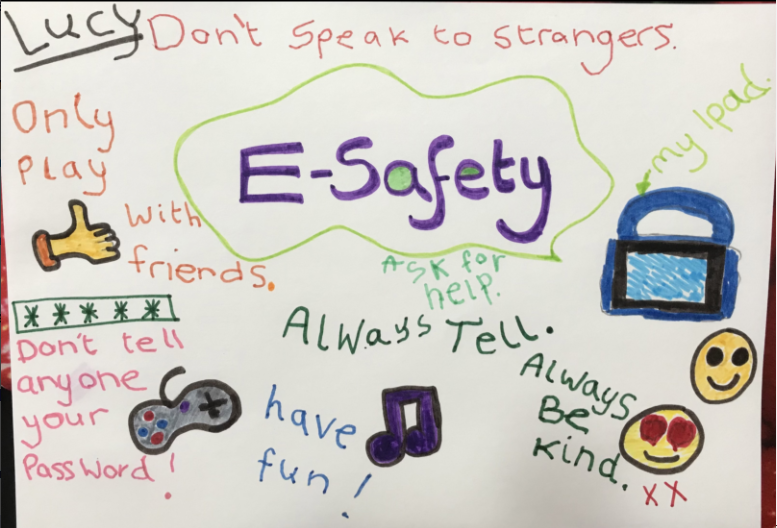 Lucy Don't speak to strangers.
E-Safety
my Ipad.
Only
Play
with
friends.
Ask for
help.
*****
Always Tell.
Don't tell
anyone
your
Password!
have
fun!
Always
Be
Kind.
xx